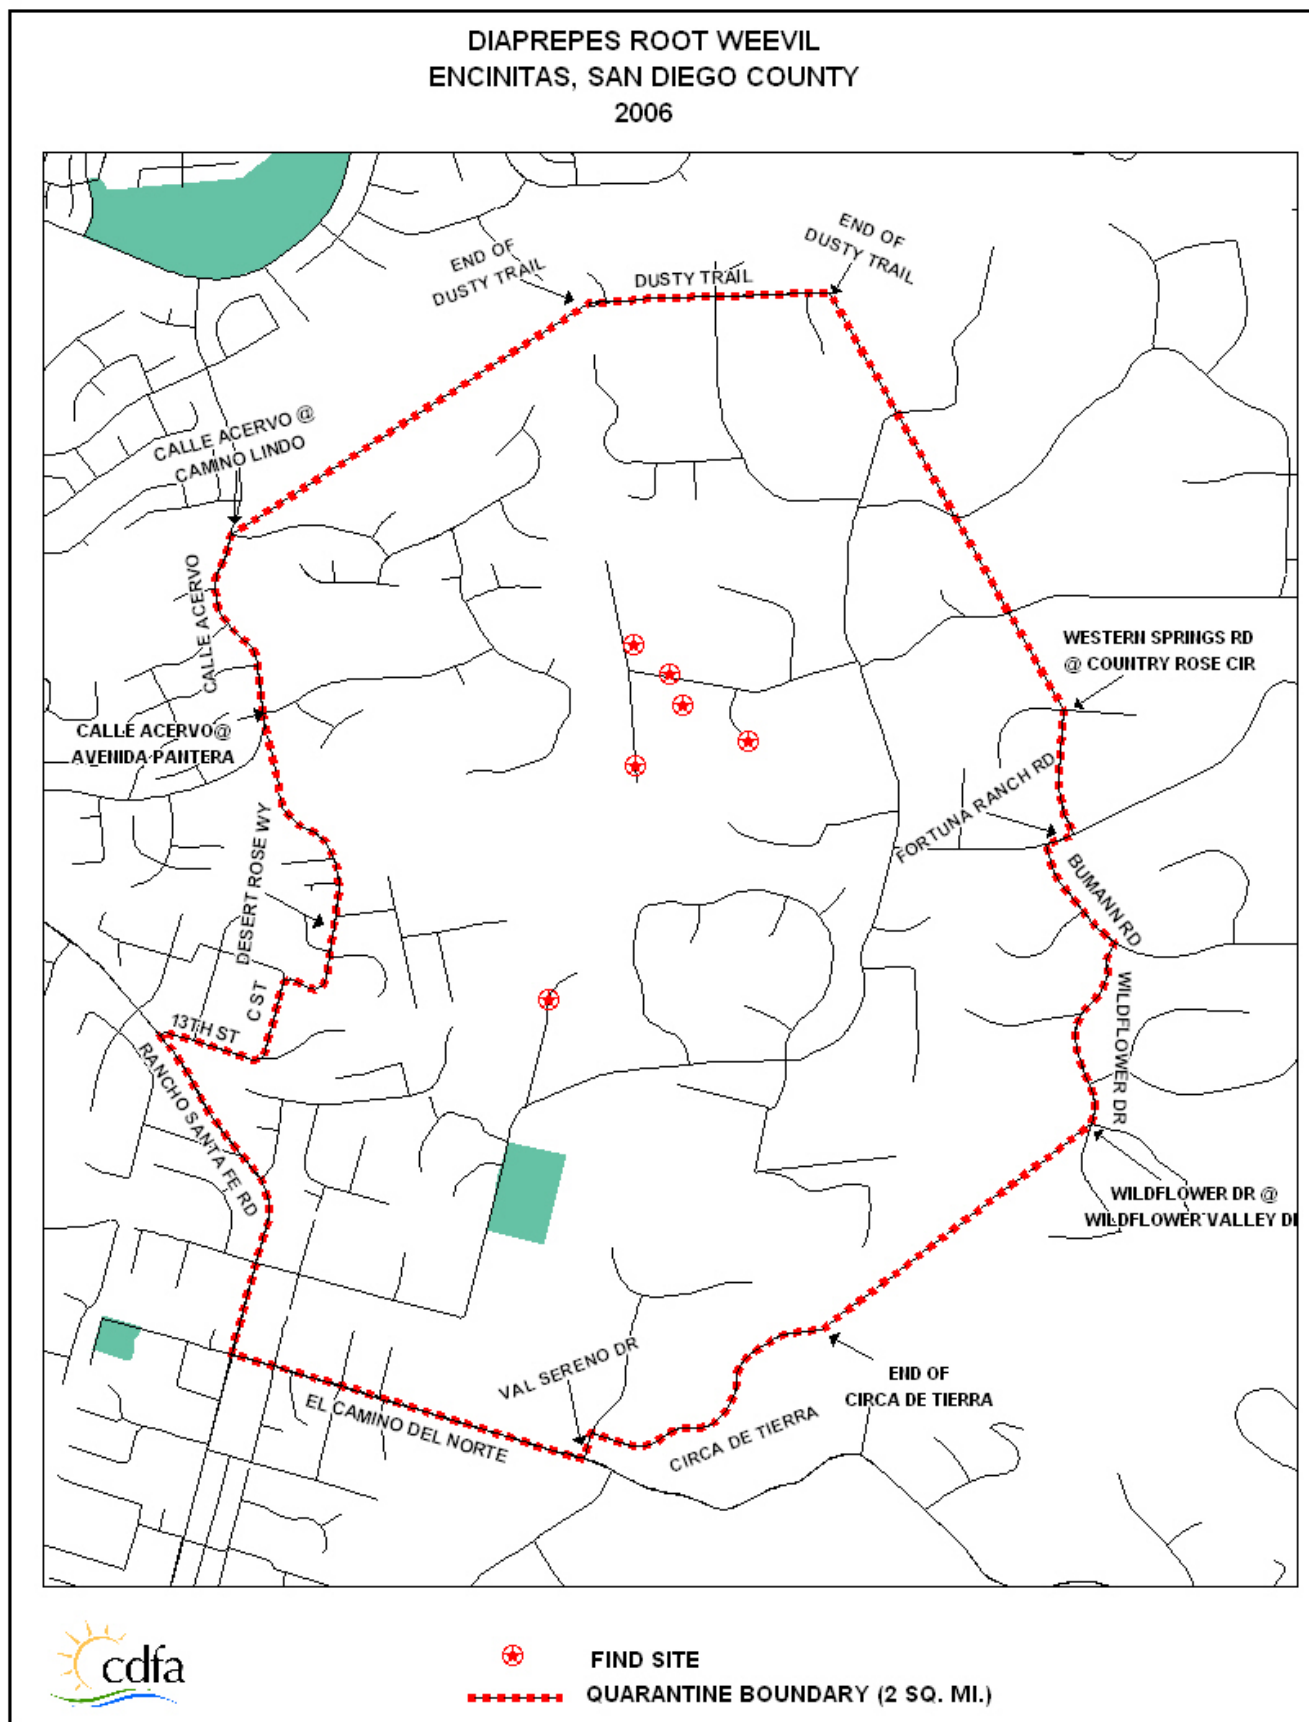 DIAPREPES ROOT WEEVIL
ENCINITAS, SAN DIEGO COUNTY
2006
END OF
DUSTY TRAIL
DUSTY TRAIL
END OF
DUSTY TRAIL
CALLE ACERVO @
CAMINO LINDO
CALLE ACERVO
WESTERN SPRINGS RD
@ COUNTRY ROSE CIR
CALLE ACERVO@
AVENIDA PANTERA
FORTUNA RANCH RD
DESERT ROSE WY
BUMANN RD
C ST
13TH ST
WILDFLOWER DR
RANCHO SANTA FE RD
WILDFLOWER DR @
WILDFLOWER VALLEY DI
VAL SERENO DR
END OF
CIRCA DE TIERRA
EL CAMINO DEL NORTE
CIRCA DE TIERRA
cdfa
FIND SITE
QUARANTINE BOUNDARY (2 SQ. MI.)